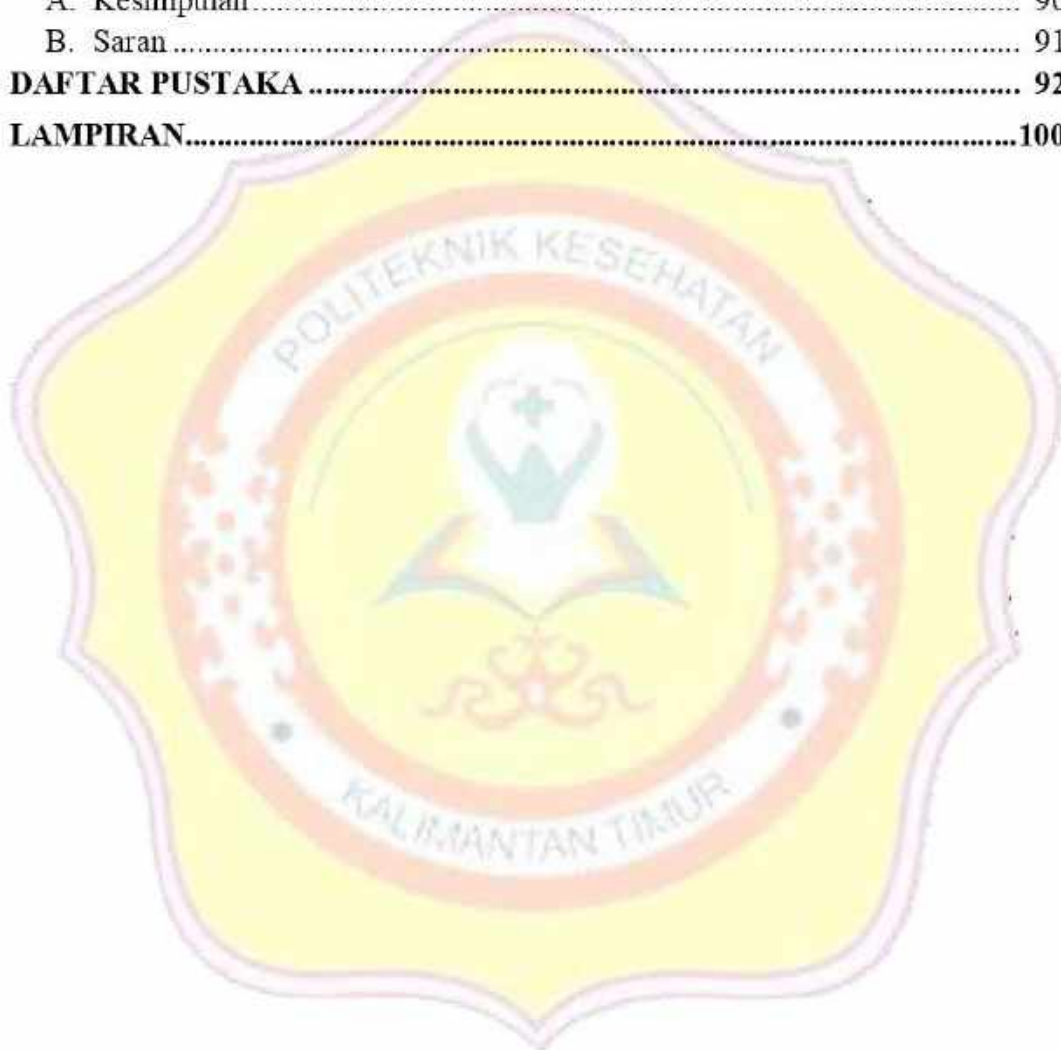 A. Kesimpulan........................................................................................ 90
B. Saran .................................................................................................. 91
DAFTAR PUSTAKA .............................................................................. 92
LAMPIRAN..............................................................................................100
POLITEKNIK KESEHATAN
KALIMANTAN TIMUR